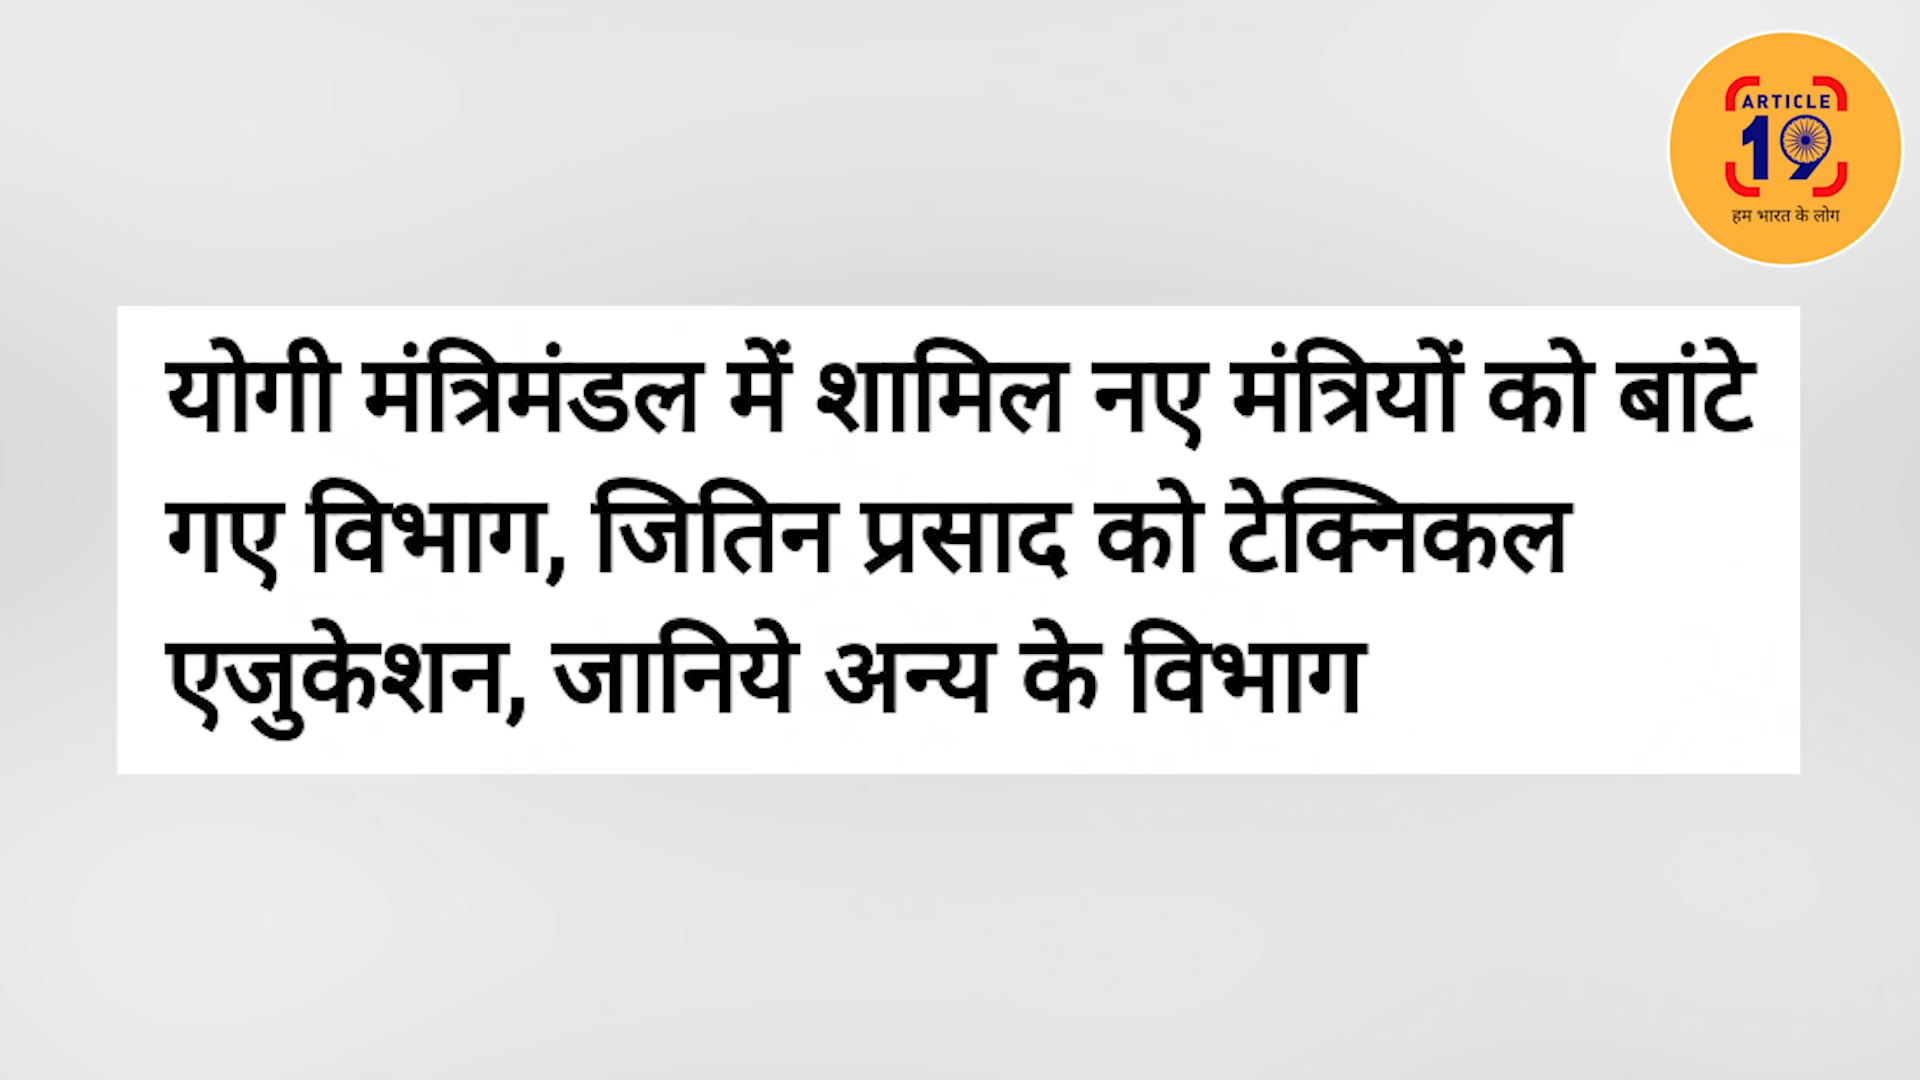 ARTICLE
19
हम भारत के लोग
योगी मंत्रिमंडल में शामिल नए मंत्रियों को बांटे
गए विभाग, जितिन प्रसाद को टेक्निकल
एजुकेशन, जानिये अन्य के विभाग